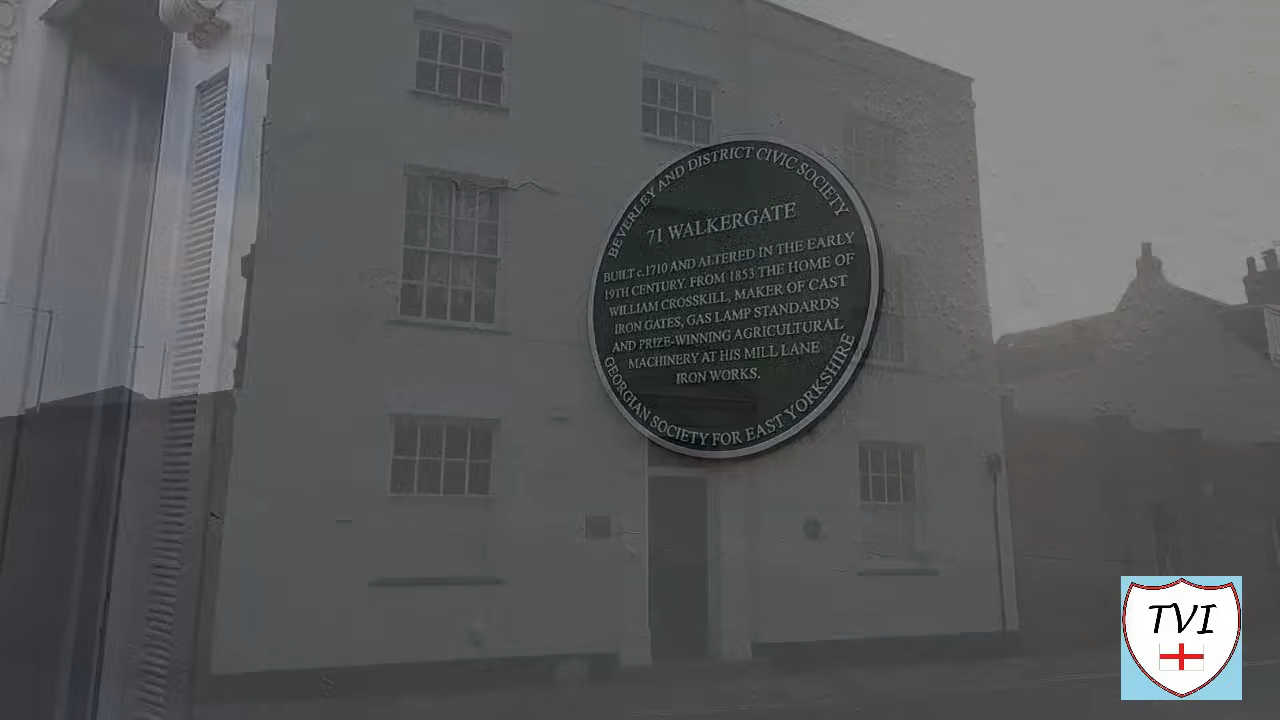 BEVERLEY AND DISTRICT CIVIC SOCIETY
71 WALKERGATE
BUILT c.1710 AND ALTERED IN THE EARLY
19TH CENTURY. FROM 1853 THE HOME OF
WILLIAM CROSSKILL, MAKER OF CAST
IRON GATES, GAS LAMP STANDARDS
AND PRIZE-WINNING AGRICULTURAL
MACHINERY AT HIS MILL LANE
IRON WORKS.
GEORGIAN SOCIETY FOR EAST YORKSHIRE
TVI